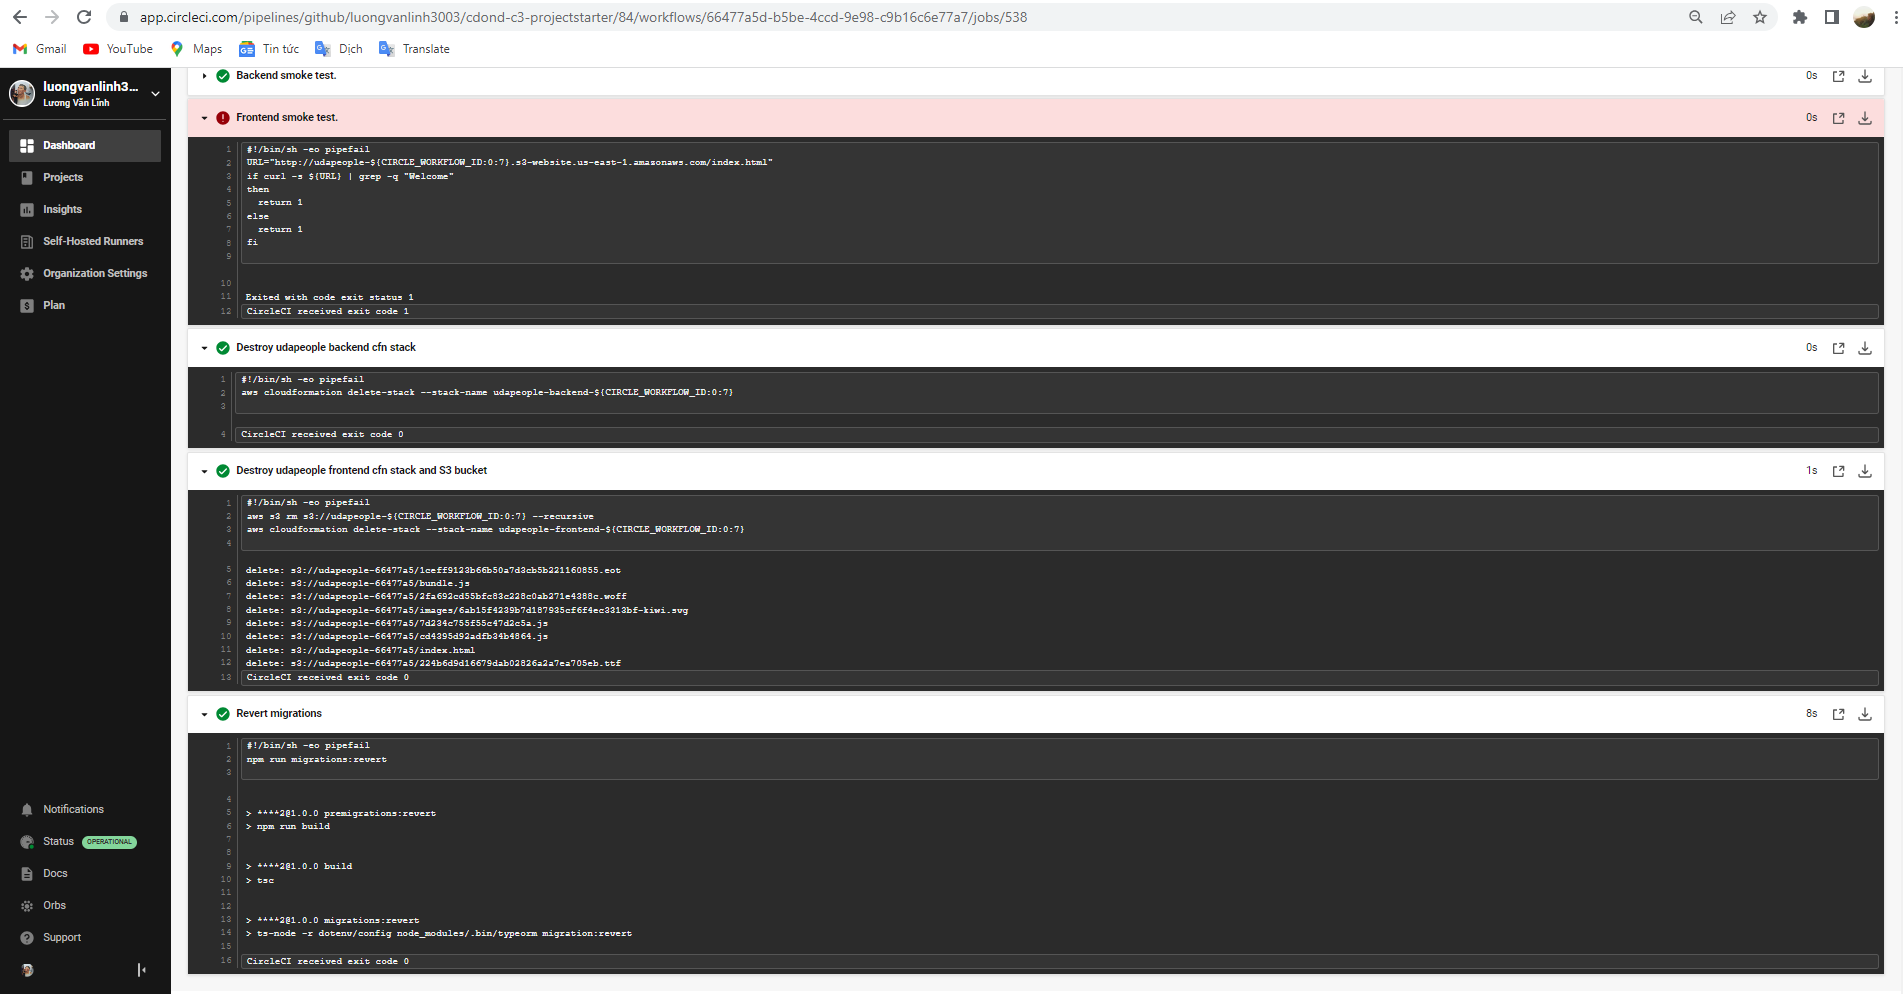 app.circleci.com/pipelines/github/luongvanlinh3003/cdond-c3-projectstarter/84/workflows/66477a5d-b5be-4ccd-9e98-c9b16c6e77a7/jobs/538
Gmail YouTube Maps Tin tức Dịch Translate
luongvanlinh3...
Lương Văn Lĩnh
Dashboard
Projects
Insights
Self-Hosted Runners
Organization Settings
Plan
Notifications
Status OPERATIONAL
Docs
Orbs
Support
Backend smoke test. 0s
Frontend smoke test. 0s
1 #!/bin/sh -eo pipefail
2 URL="http://udapeople-${CIRCLE_WORKFLOW_ID:0:7}.s3-website.us-east-1.amazonaws.com/index.html"
3 if curl -s ${URL} | grep -q "Welcome"
4 then
5 return 1
6 else
7 return 1
8 fi
9
10
11 Exited with code exit status 1
12 CircleCI received exit code 1
Destroy udapeople backend cfn stack 0s
1 #!/bin/sh -eo pipefail
2 aws cloudformation delete-stack --stack-name udapeople-backend-${CIRCLE_WORKFLOW_ID:0:7}
3
4 CircleCI received exit code 0
Destroy udapeople frontend cfn stack and S3 bucket 1s
1 #!/bin/sh -eo pipefail
2 aws s3 rm s3://udapeople-${CIRCLE_WORKFLOW_ID:0:7} --recursive
3 aws cloudformation delete-stack --stack-name udapeople-frontend-${CIRCLE_WORKFLOW_ID:0:7}
4
5 delete: s3://udapeople-66477a5/1ceff9123b66b50a7d3cb5b221160855.eot
6 delete: s3://udapeople-66477a5/bundle.js
7 delete: s3://udapeople-66477a5/2fa692cd55bfc83c228c0ab271e4388c.woff
8 delete: s3://udapeople-66477a5/images/6ab15f4239b7d187935cf6f4ec3313bf-kiwi.svg
9 delete: s3://udapeople-66477a5/7d234c755f55c47d2c5a.js
10 delete: s3://udapeople-66477a5/cd4395d92adfb34b4864.js
11 delete: s3://udapeople-66477a5/index.html
12 delete: s3://udapeople-66477a5/224b6d9d16679dab02826a2a7ea705eb.ttf
13 CircleCI received exit code 0
Revert migrations 8s
1 #!/bin/sh -eo pipefail
2 npm run migrations:revert
3
4
5 > ****2@1.0.0 premigrations:revert
6 > npm run build
7
8
9 > ****2@1.0.0 build
10 > tsc
11
12
13 > ****2@1.0.0 migrations:revert
14 > ts-node -r dotenv/config node_modules/.bin/typeorm migration:revert
15
16 CircleCI received exit code 0